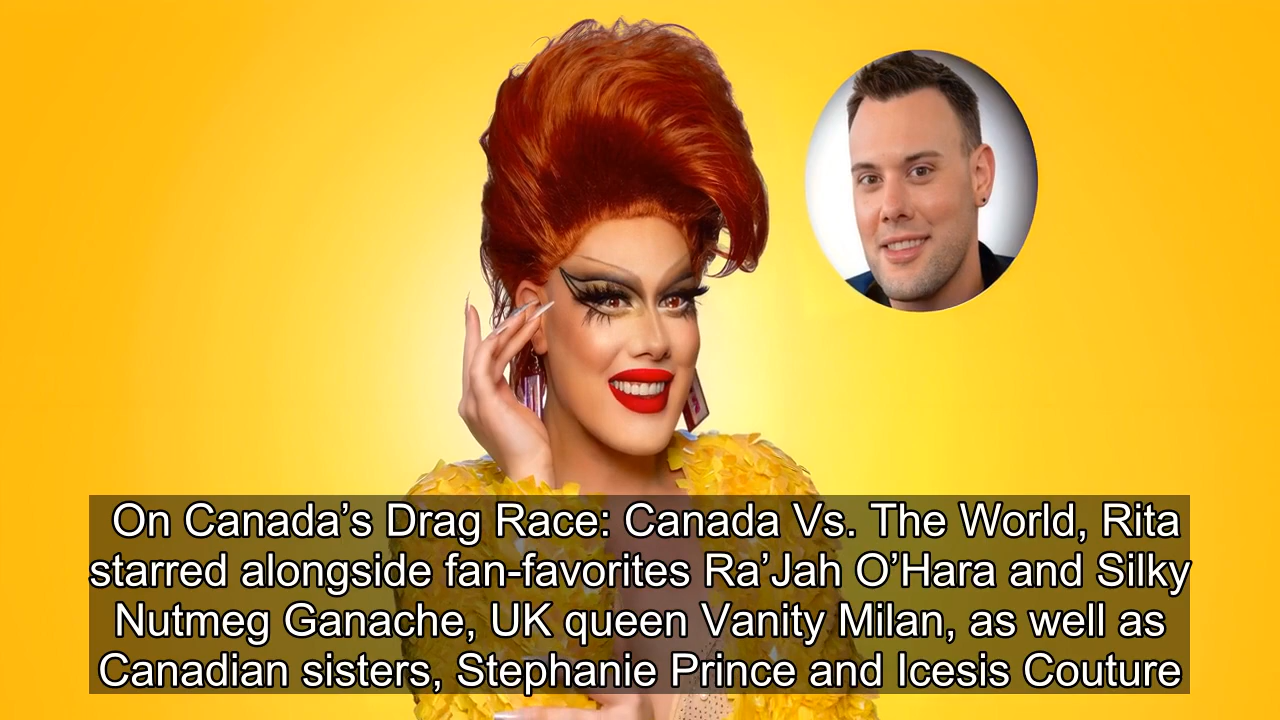 On Canada’s Drag Race: Canada Vs. The World, Rita
starred alongside fan-favorites Ra’Jah O’Hara and Silky
Nutmeg Ganache, UK queen Vanity Milan, as well as
Canadian sisters, Stephanie Prince and Icesis Couture